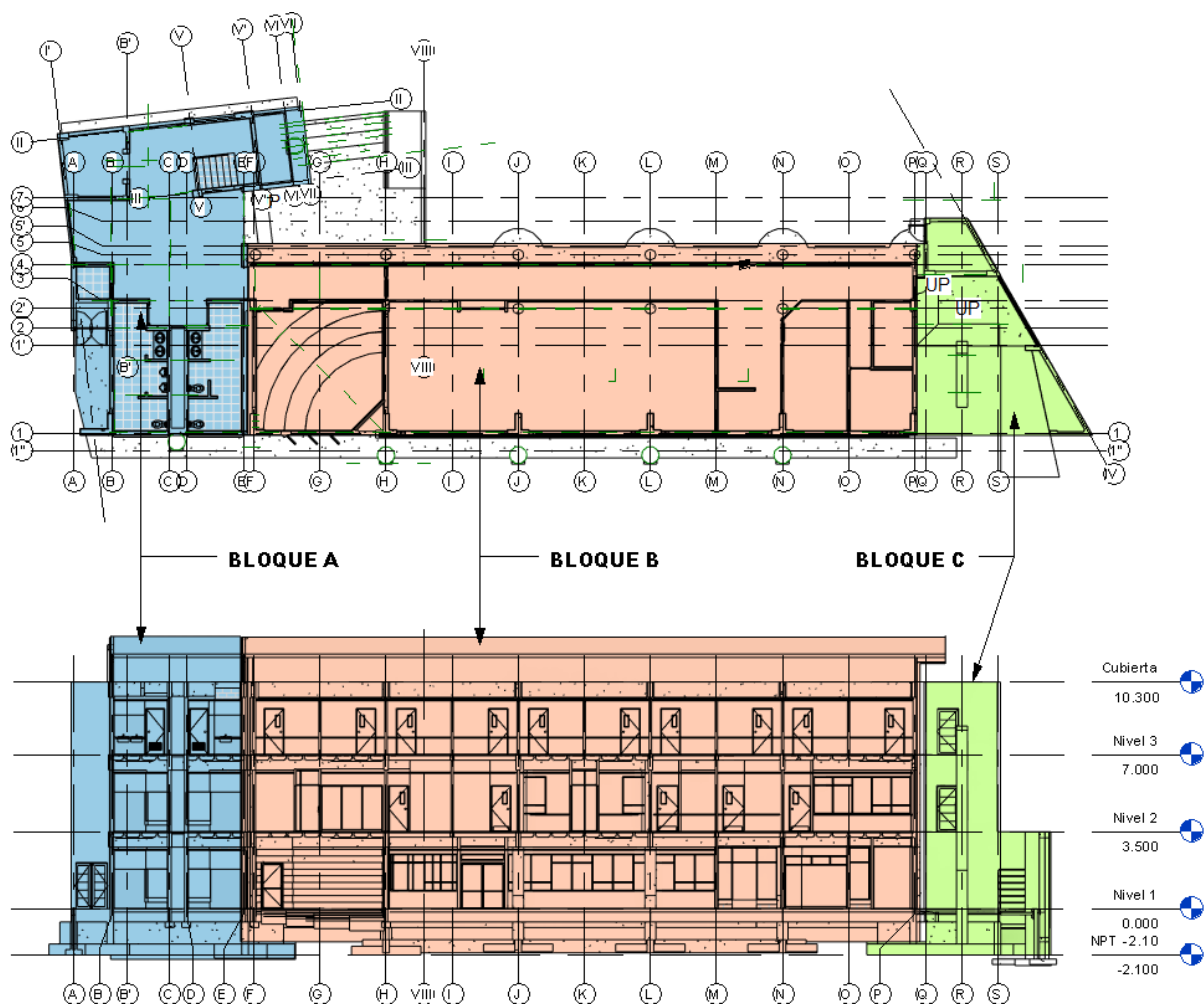 V
V'
VI
VII
I'
B'
VIII
II
II
A
B
C
D
E
F
G
H
III
I
J
K
L
M
N
O
P
Q
R
S
7
6
III
V
V'
P
VI
VII
5'
5
4
3
UP
UP
2'
2
1'
B'
VIII
1
1
1"
1"
A
B
C
D
E
F
G
H
I
J
K
L
M
N
O
P
Q
R
S
IV
BLOQUE A
BLOQUE B
BLOQUE C
Cubierta
10.300
Nivel 3
7.000
Nivel 2
3.500
Nivel 1
0.000
NPT -2.10
-2.100
A
B
B'
C
D
E
F
G
H
VIII
I
J
K
L
M
N
O
P
Q
R
S